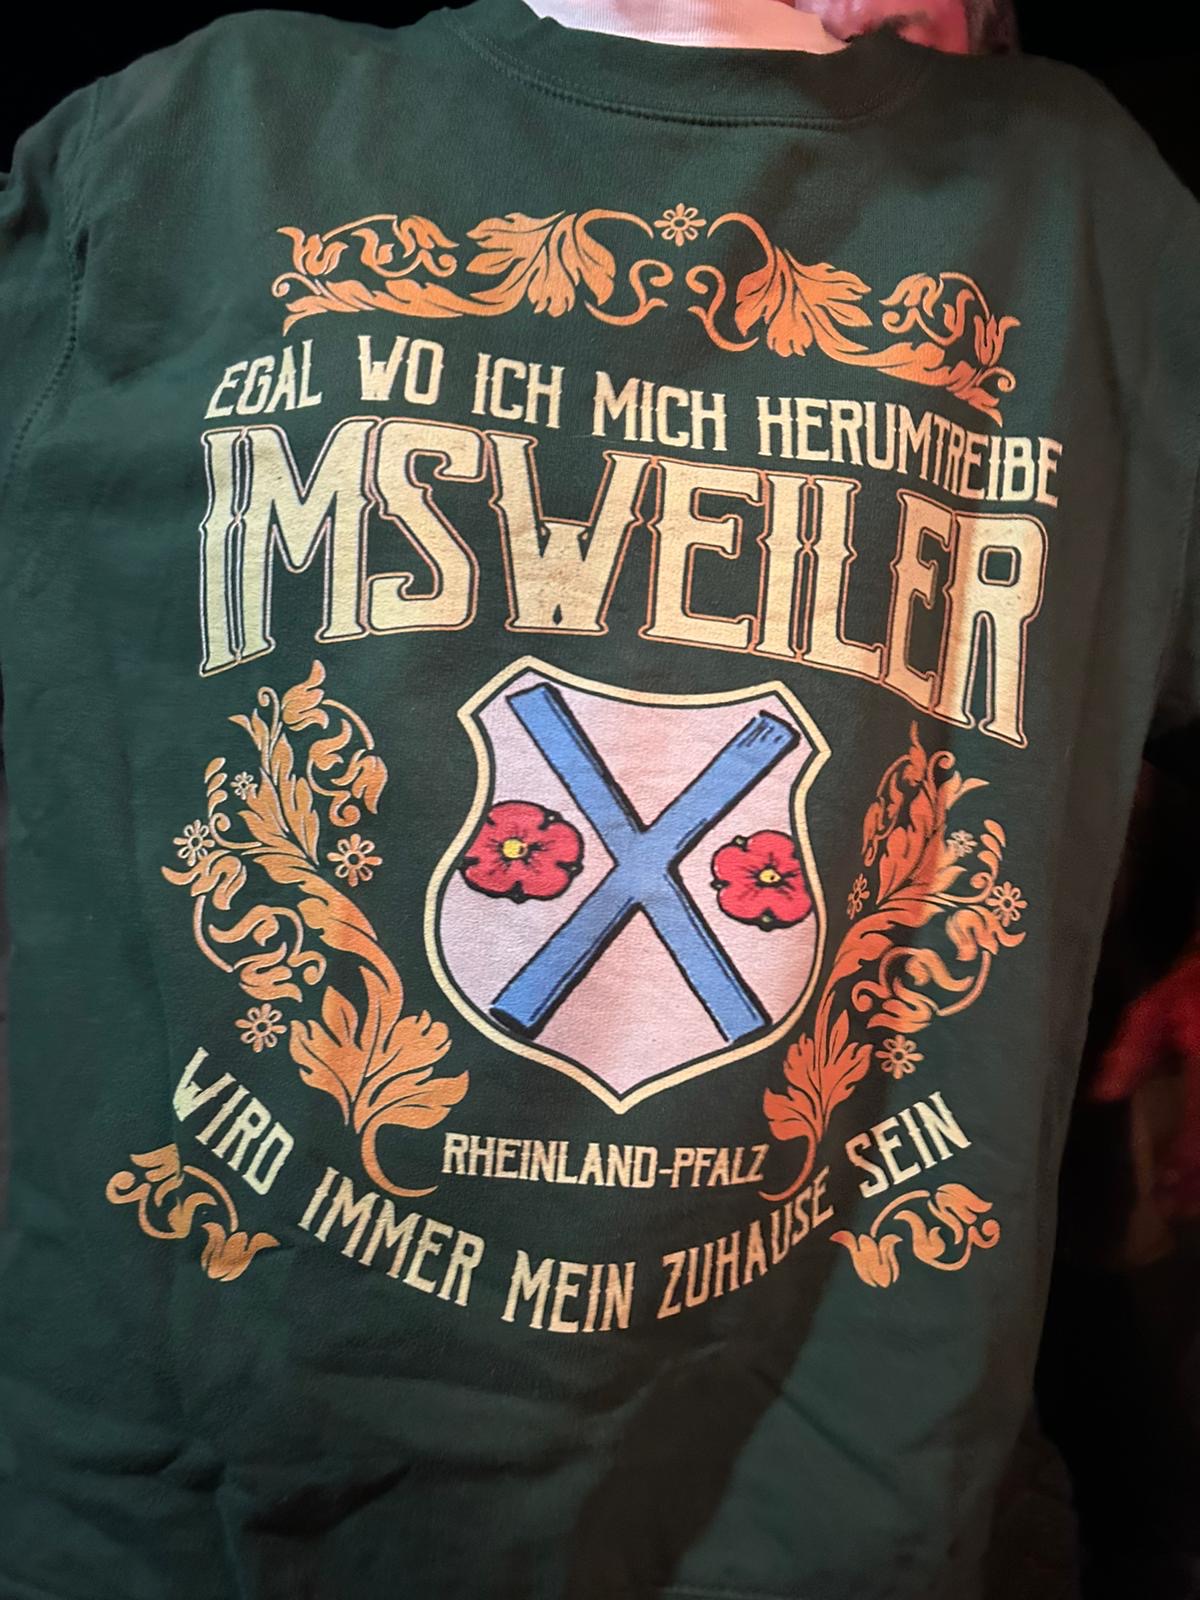 EGAL WO ICH MICH HERUMTREIBE
IMSWEILER
RHEINLAND-PFALZ
WIRD IMMER MEIN ZUHAUSE SEIN